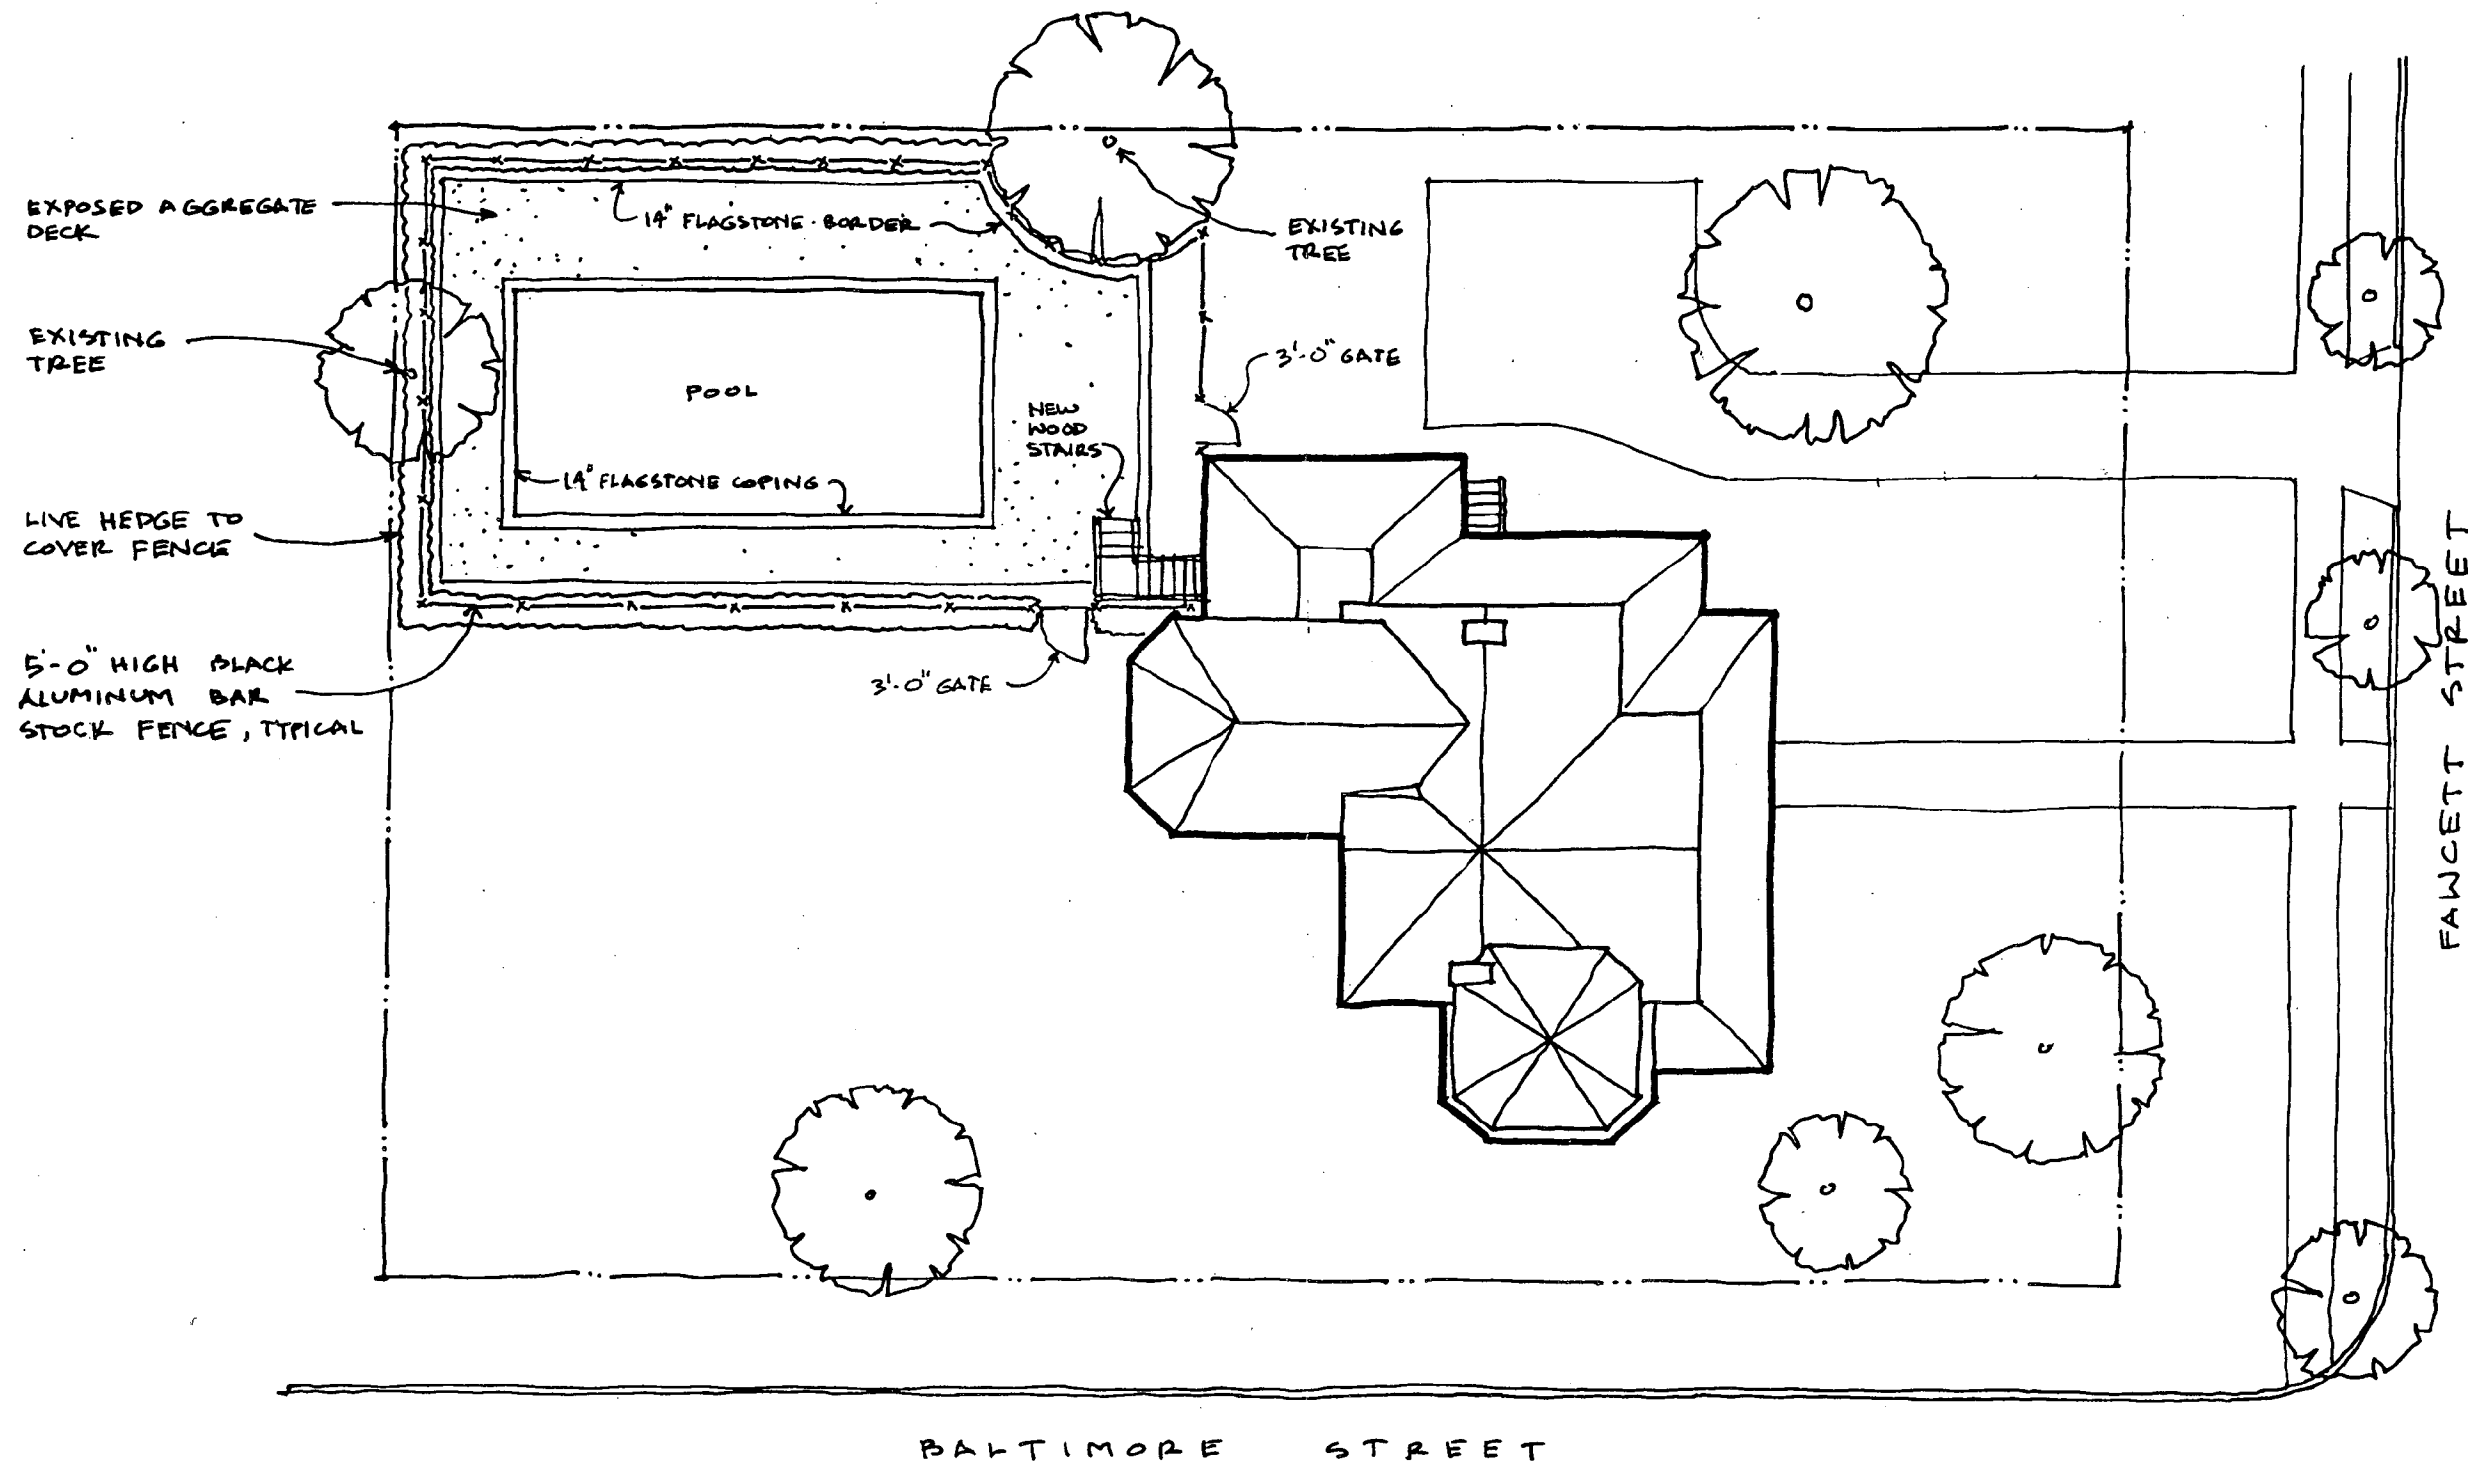 EXPOSED AGGREGATE
DECK
14" FLAGSTONE BORDER
EXISTING
TREE
EXISTING
TREE
3'-0" GATE
POOL
NEW
WOOD
STAIRS
14" FLAGSTONE COPING
LIVE HEDGE TO
COVER FENCE
5'-0" HIGH BLACK
ALUMINUM BAR
STOCK FENCE, TYPICAL
3'-0" GATE
FAWCETT STREET
BALTIMORE STREET